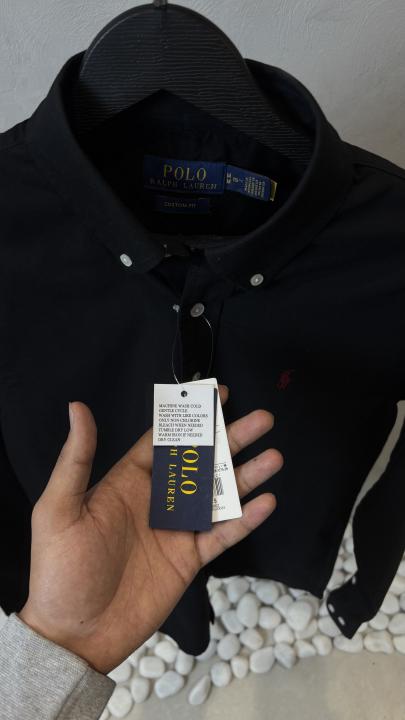 POLO
RALPH LAUREN
CUSTOM FIT
MACHINE WASH COLD
GENTLE CYCLE
WASH WITH LIKE COLORS
ONLY NON-CHLORINE
BLEACH WHEN NEEDED
TUMBLE DRY LOW
WARM IRON IF NEEDED
DRY CLEAN
POLO
H LAUREN